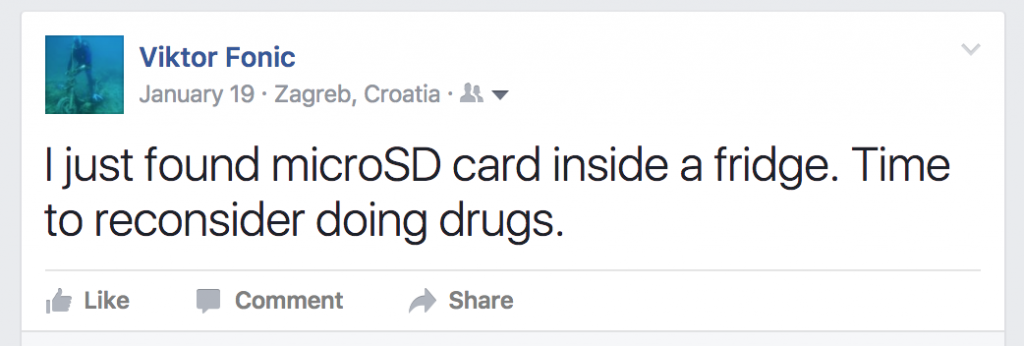 Viktor Fonic
January 19 · Zagreb, Croatia ·
I just found microSD card inside a fridge. Time
to reconsider doing drugs.
Like Comment Share